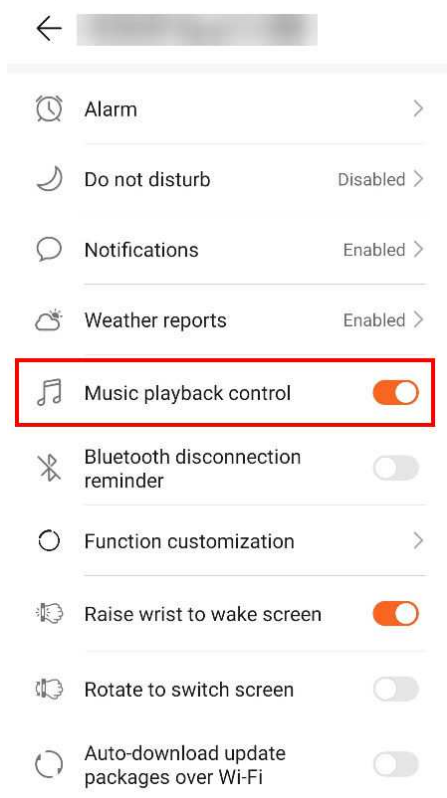 Alarm
Do not disturb Disabled
Notifications Enabled
Weather reports Enabled
Music playback control
Bluetooth disconnection
reminder
Function customization
Raise wrist to wake screen
Rotate to switch screen
Auto-download update
packages over Wi-Fi